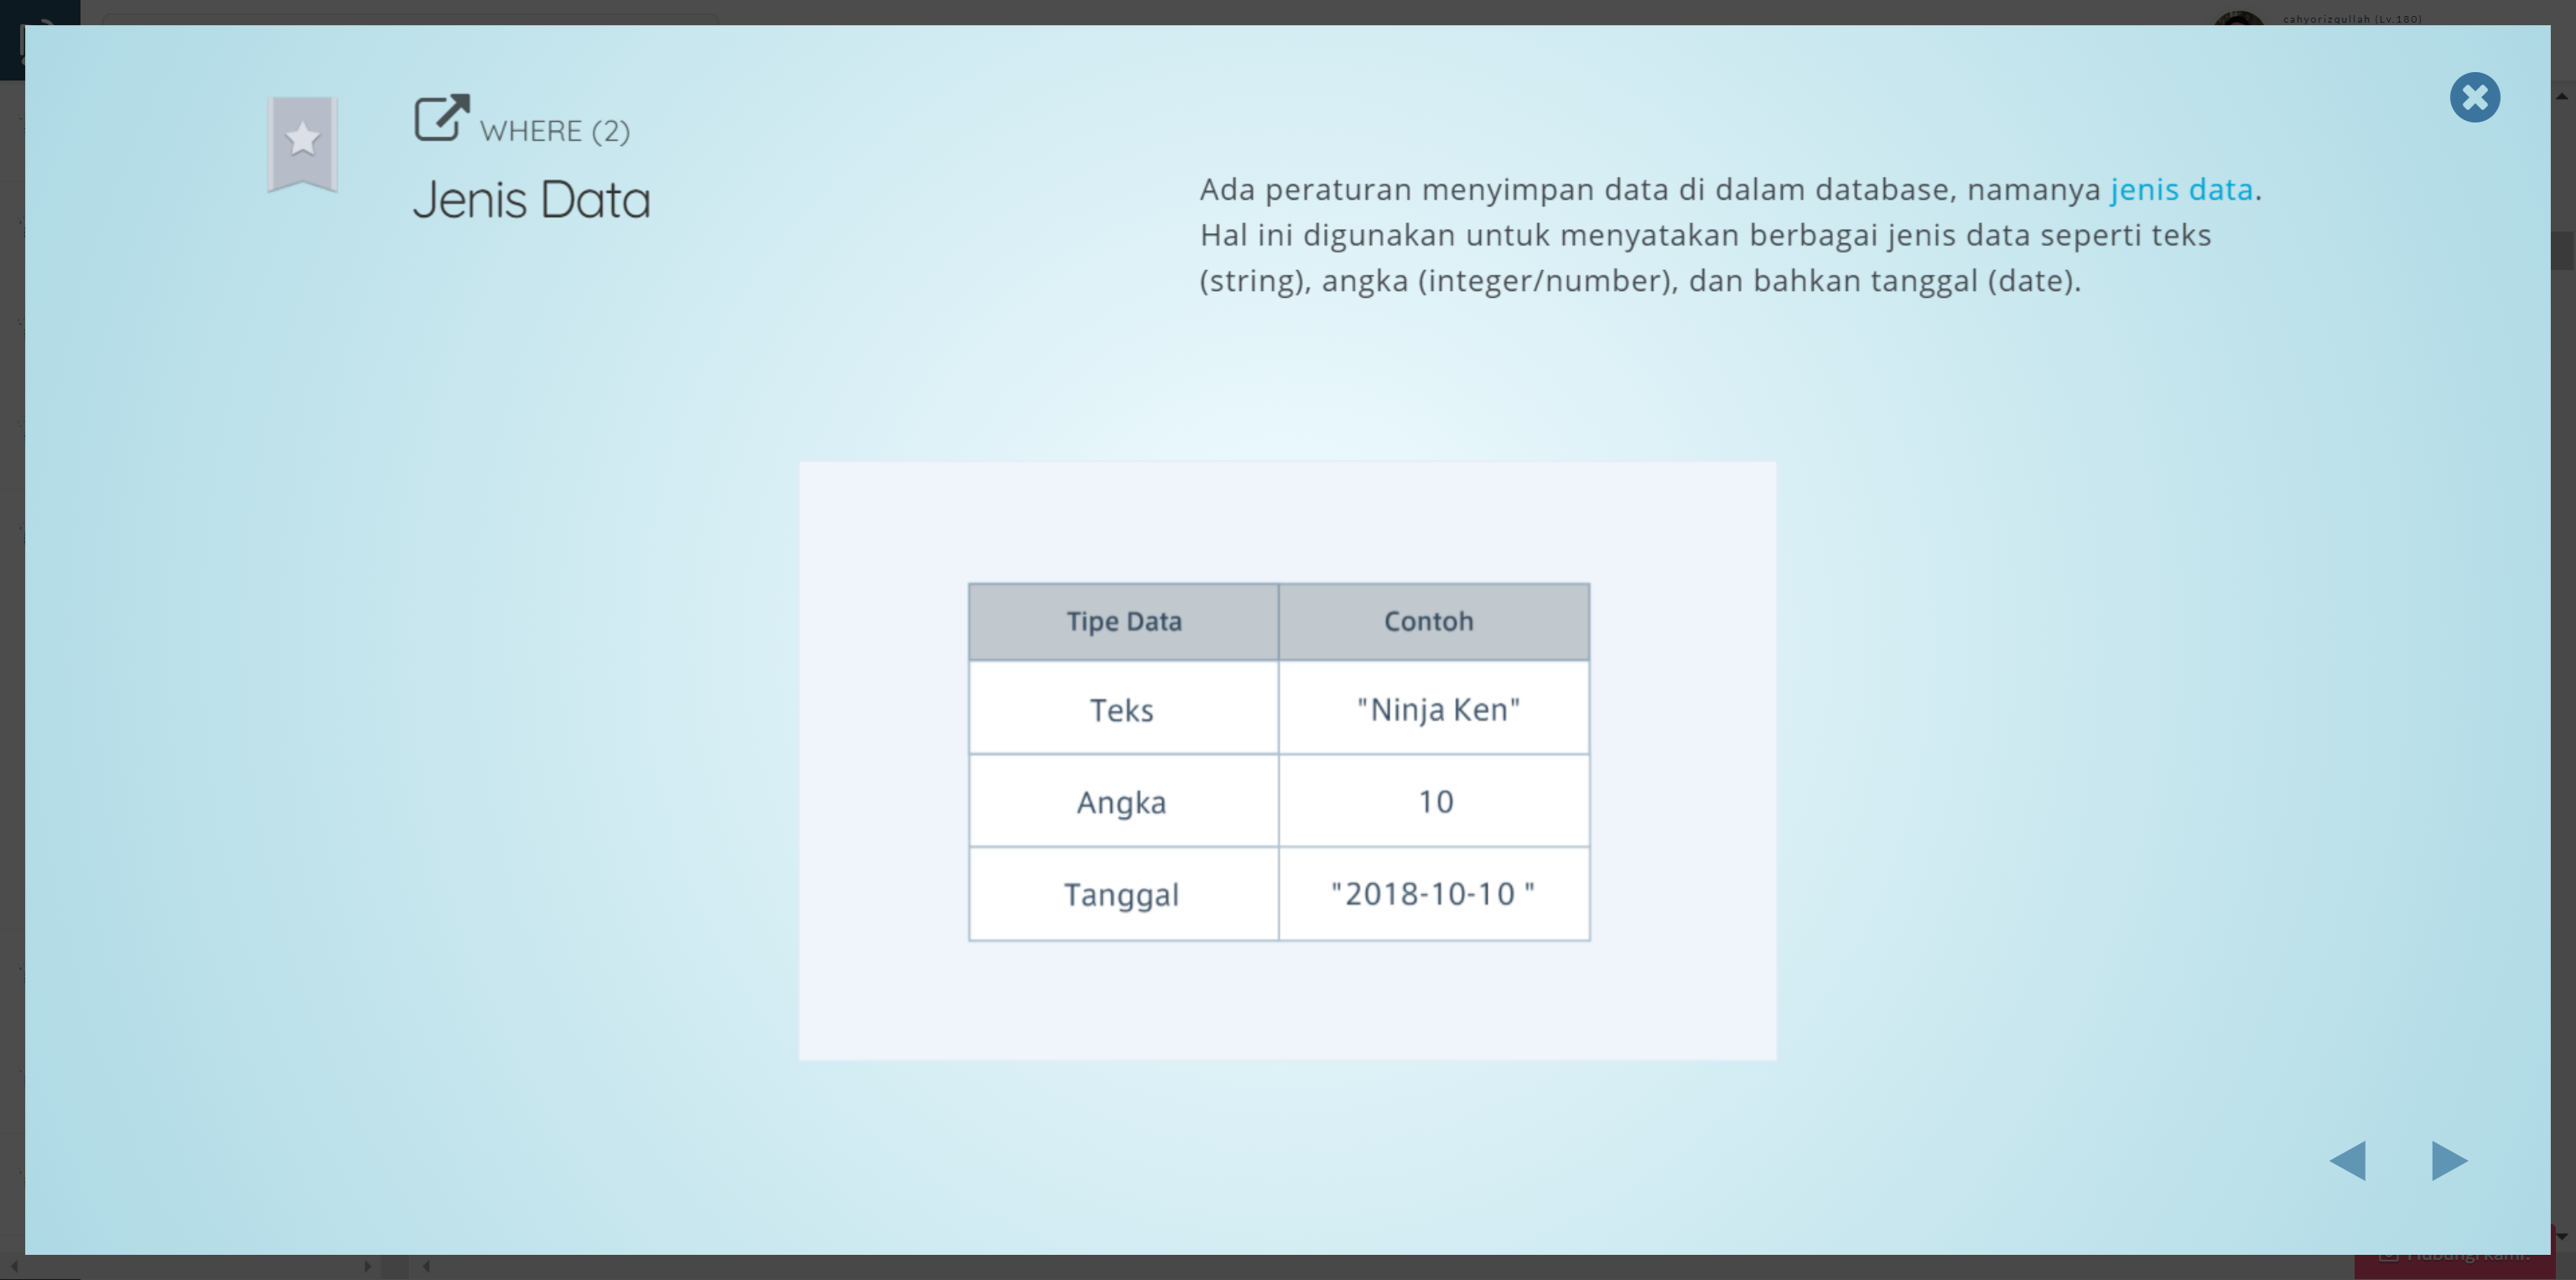 cahyorizqullah (Lv.180)
WHERE (2)
Jenis Data
Ada peraturan menyimpan data di dalam database, namanya jenis data.
Hal ini digunakan untuk menyatakan berbagai jenis data seperti teks
(string), angka (integer/number), dan bahkan tanggal (date).
Tipe Data Contoh
Teks "Ninja Ken"
Angka 10
Tanggal "2018-10-10 "
Hubungi kami!